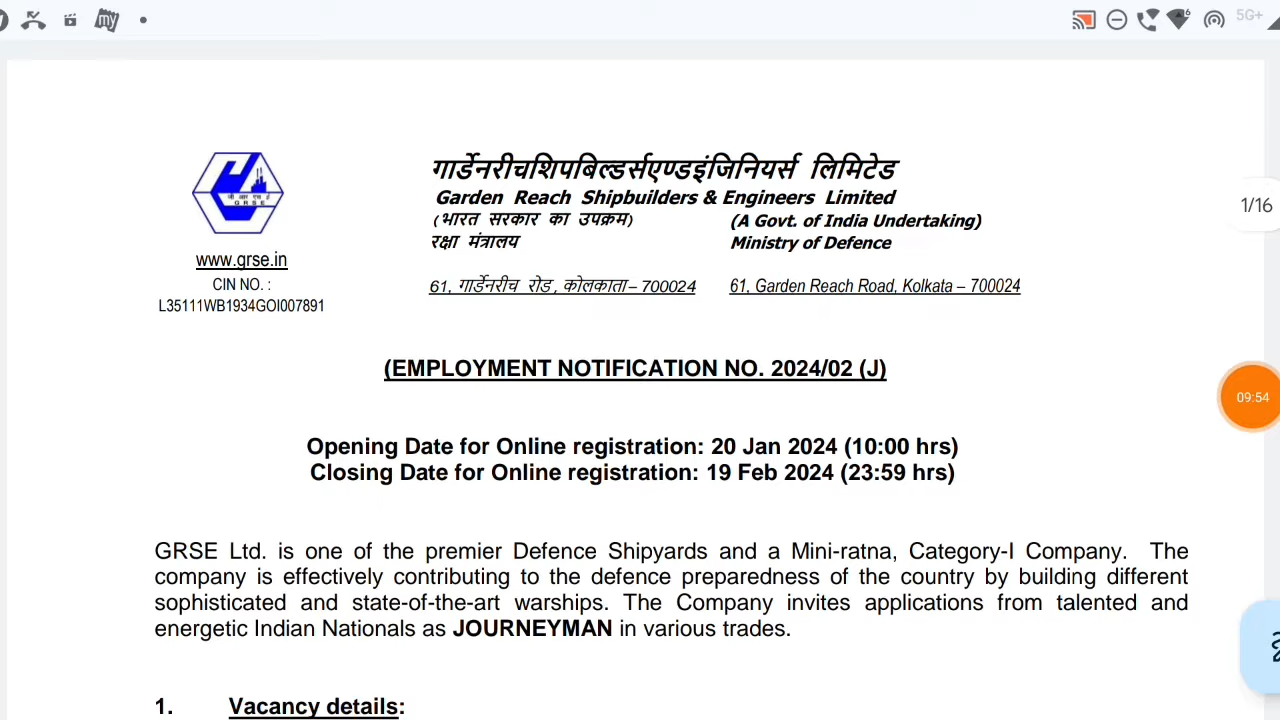 5G+
1/16
गार्डेनरीचशिपबिल्डर्सएण्डइंजिनियर्स लिमिटेड
Garden Reach Shipbuilders & Engineers Limited
(भारत सरकार का उपक्रम) (A Govt. of India Undertaking)
रक्षा मंत्रालय Ministry of Defence
जी आर एस ई
GRSE
www.grse.in
CIN NO. :
L35111WB1934GOI007891
61, गार्डेनरीच रोड, कोलकाता– 700024 61, Garden Reach Road, Kolkata – 700024
(EMPLOYMENT NOTIFICATION NO. 2024/02 (J)
09:54
Opening Date for Online registration: 20 Jan 2024 (10:00 hrs)
Closing Date for Online registration: 19 Feb 2024 (23:59 hrs)
GRSE Ltd. is one of the premier Defence Shipyards and a Mini-ratna, Category-I Company. The
company is effectively contributing to the defence preparedness of the country by building different
sophisticated and state-of-the-art warships. The Company invites applications from talented and
energetic Indian Nationals as JOURNEYMAN in various trades.
1. Vacancy details: